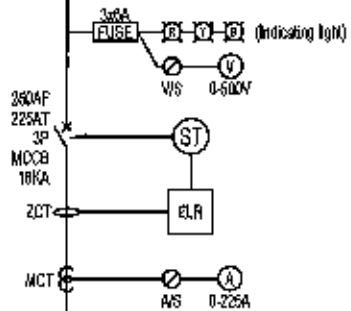 3x6A
FUSE R Y B (Indicating light)
V
V/S 0-500V
250AF
225AT
3P
MCCB
18KA
ST
ZCT ELR
MCT A
A/S 0-225A